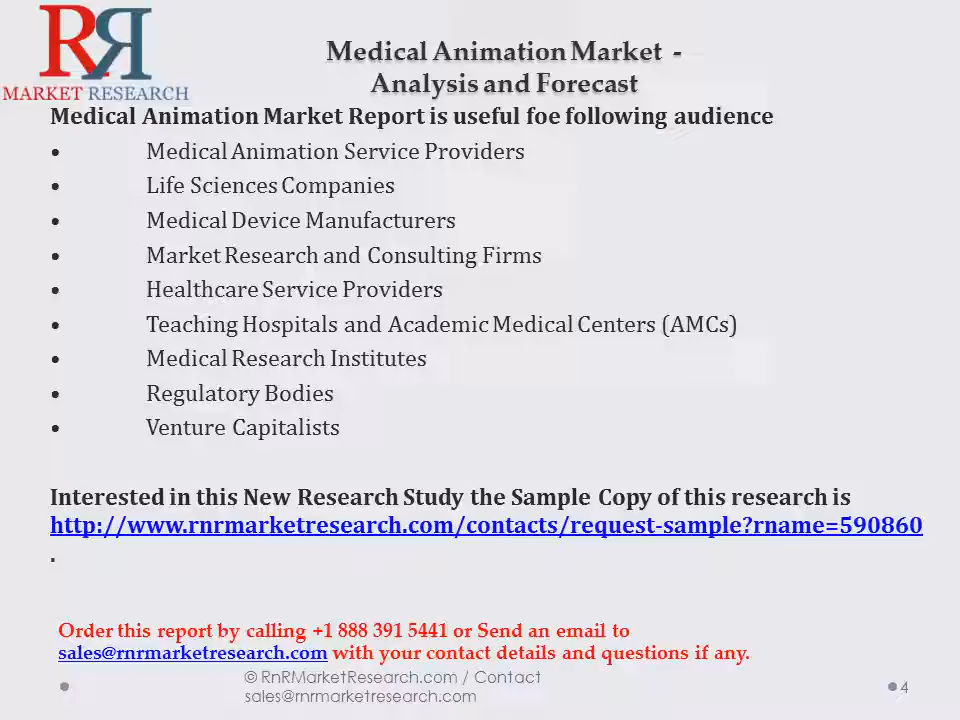 RR
MARKET RESEARCH
Medical Animation Market -
Analysis and Forecast
Medical Animation Market Report is useful foe following audience
• Medical Animation Service Providers
• Life Sciences Companies
• Medical Device Manufacturers
• Market Research and Consulting Firms
• Healthcare Service Providers
• Teaching Hospitals and Academic Medical Centers (AMCs)
• Medical Research Institutes
• Regulatory Bodies
• Venture Capitalists
Interested in this New Research Study the Sample Copy of this research is
http://www.rnrmarketresearch.com/contacts/request-sample?rname=590860
.
Order this report by calling +1 888 391 5441 or Send an email to
sales@rnrmarketresearch.com with your contact details and questions if any.
© RnRMarketResearch.com / Contact
sales@rnrmarketresearch.com
4